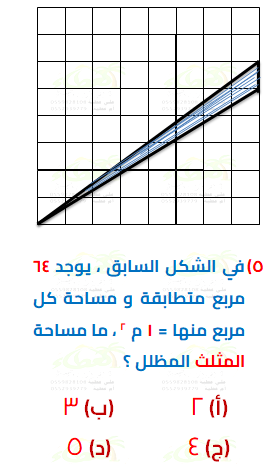 ٥) في الشكل السابق ، يوجد ٦٤
مربع متطابقة و مساحة كل
مربع منها = ١ م ٢ ، ما مساحة
المثلث المظلل ؟
(أ) ٢ (ب) ٣
(ج) ٤ (د) ٥